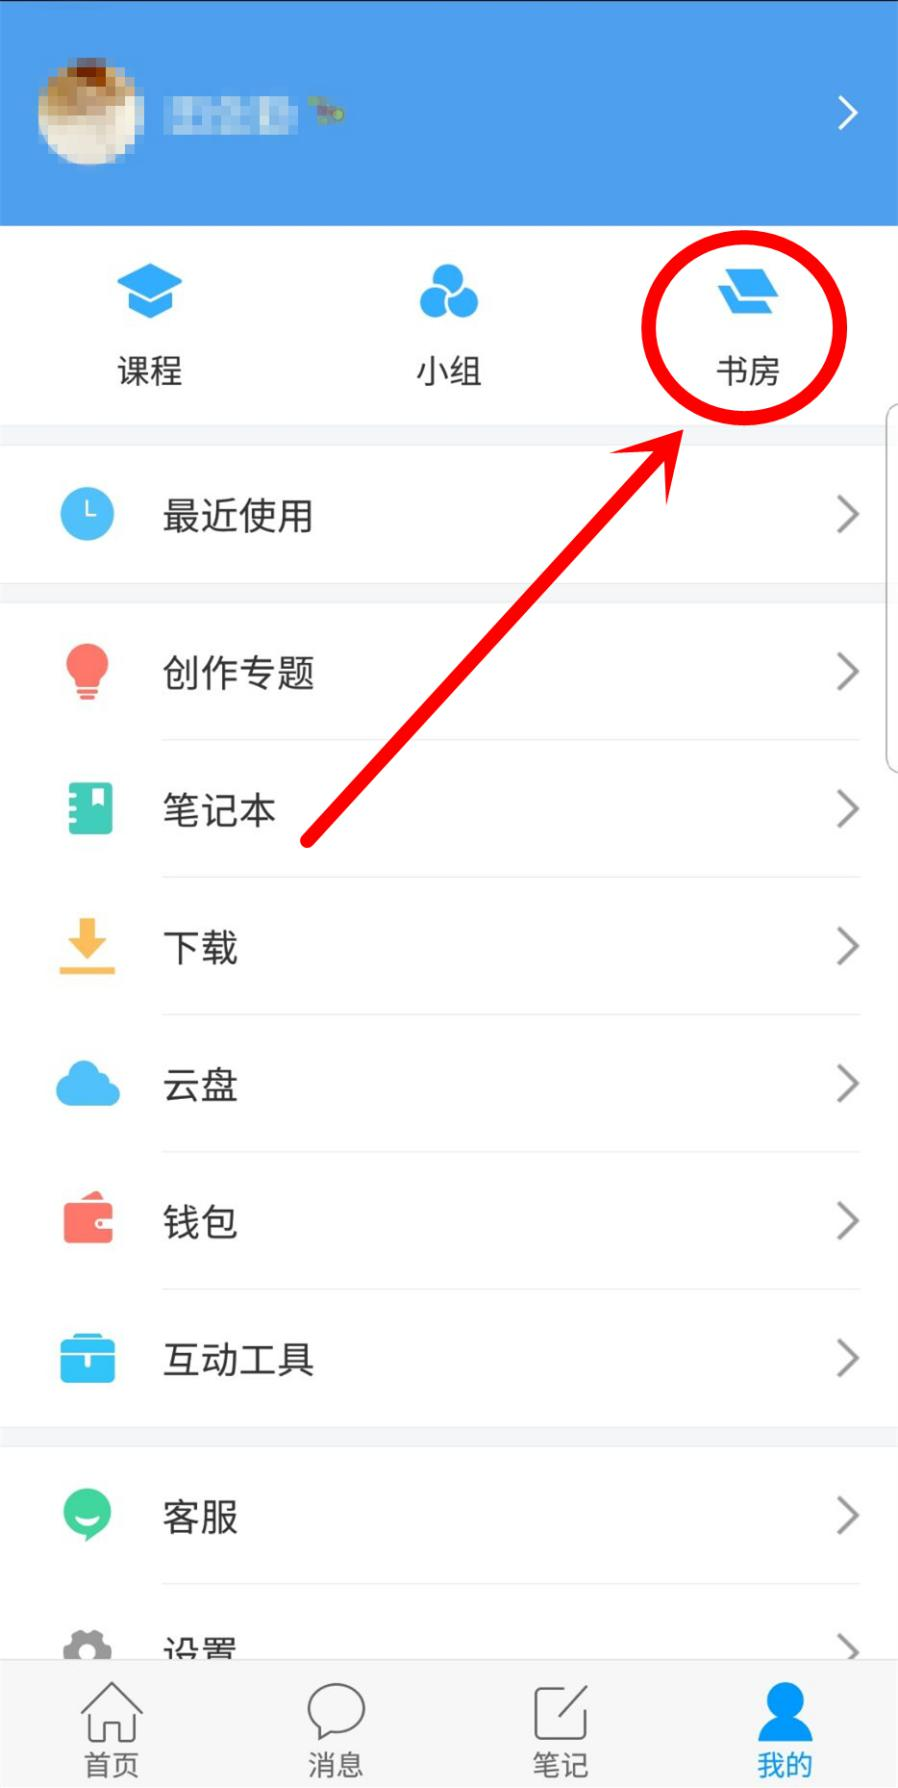 课程
小组
书房
最近使用
创作专题
笔记本
下载
云盘
钱包
互动工具
客服
设置
首页
消息
笔记
我的